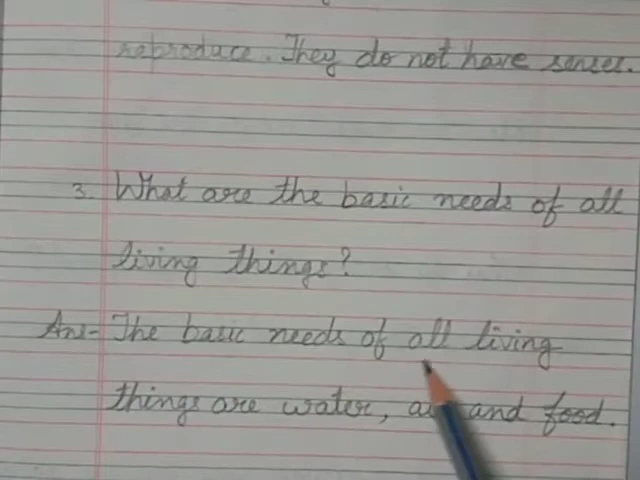 reproduce. They do not have senses.
3. What are the basic needs of all
living things?
Ans- The basic needs of all living
things are water, and food.